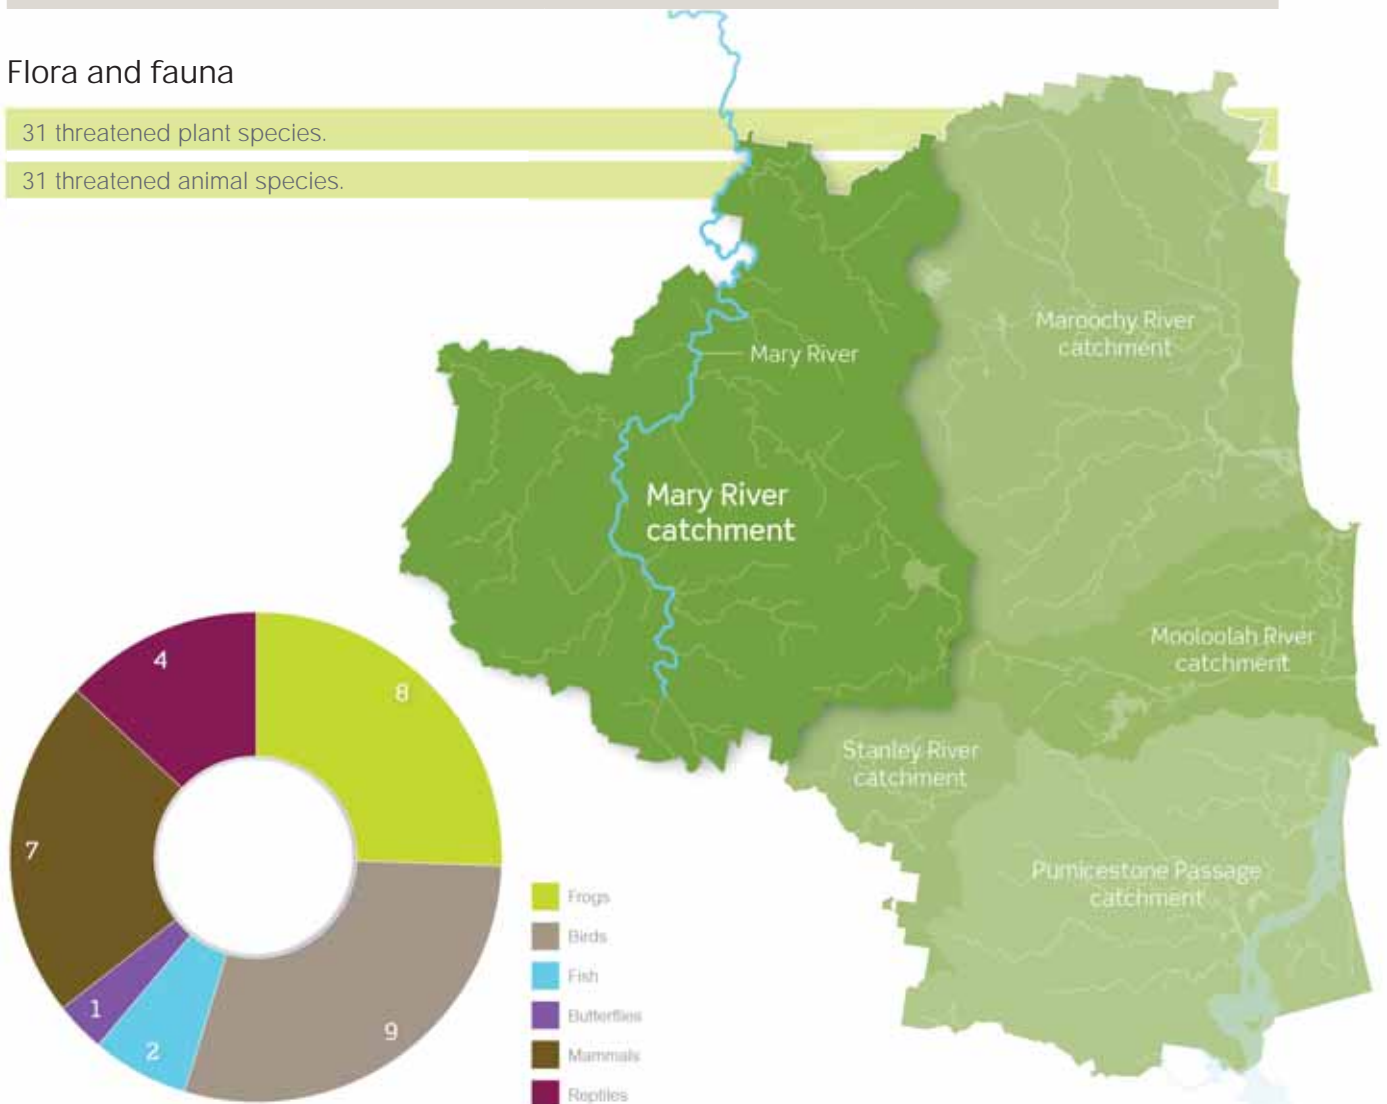 Flora and fauna
31 threatened plant species.
31 threatened animal species.
Maroochy River
catchment
Mary River
Mary River
catchment
Mooloolah River
catchment
Stanley River
catchment
Pumicestone Passage
catchment
4
8
7
1
2
9
Frogs
Birds
Fish
Butterflies
Mammals
Reptiles